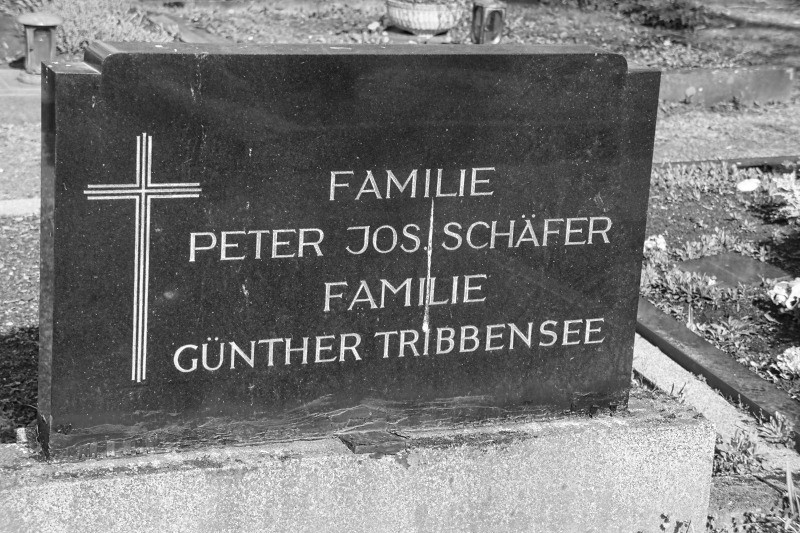 FAMILIE
PETER JOS. SCHÄFER
FAMILIE
GÜNTHER TRIBBENSEE